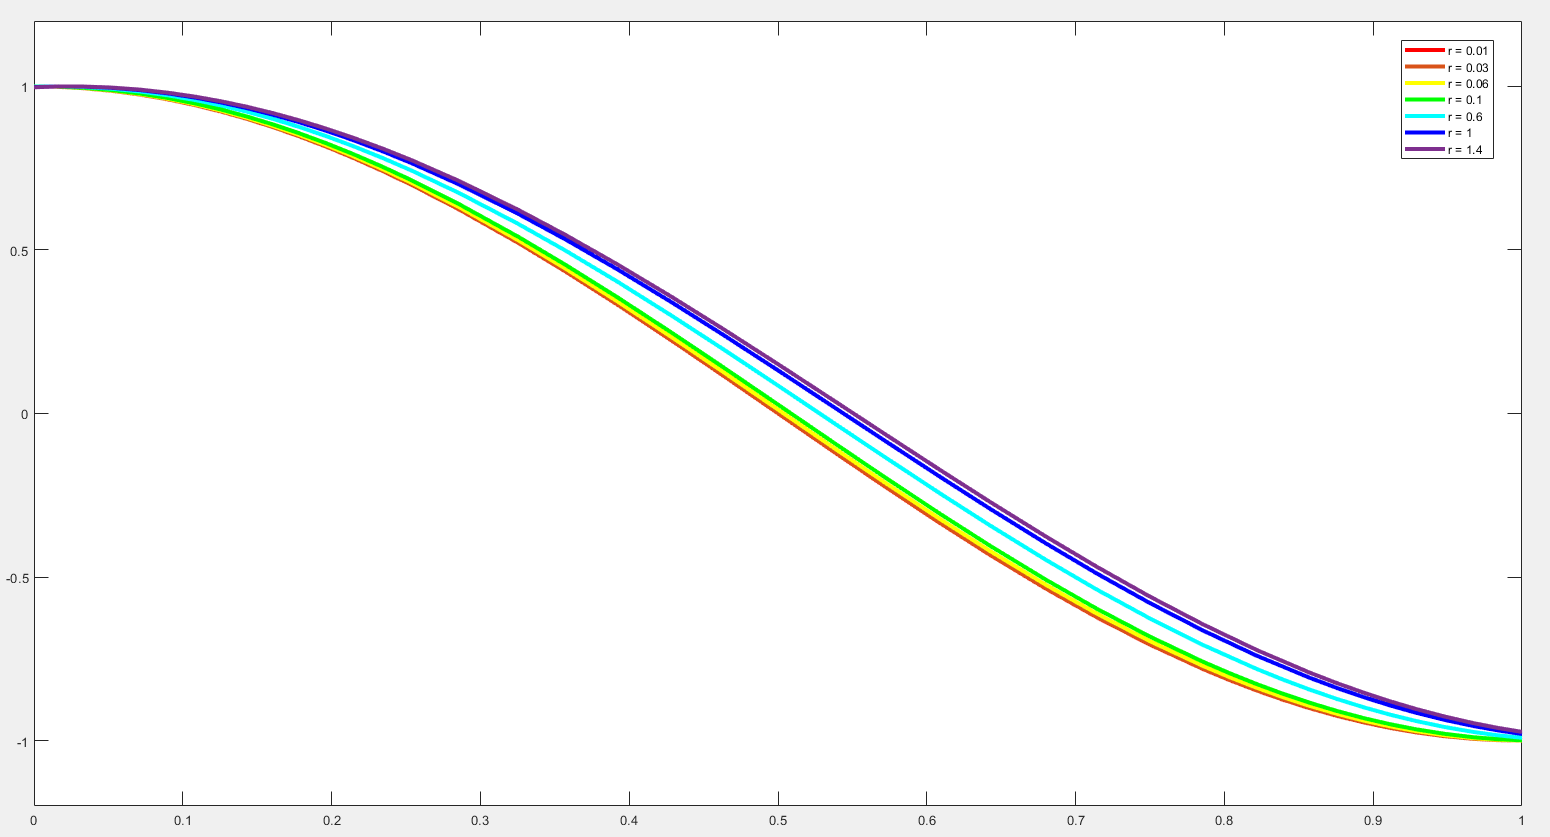 r = 0.01
r = 0.03
r = 0.06
r = 0.1
r = 0.6
r = 1
r = 1.4
1
0.5
0
-0.5
-1
0 0.1 0.2 0.3 0.4 0.5 0.6 0.7 0.8 0.9 1